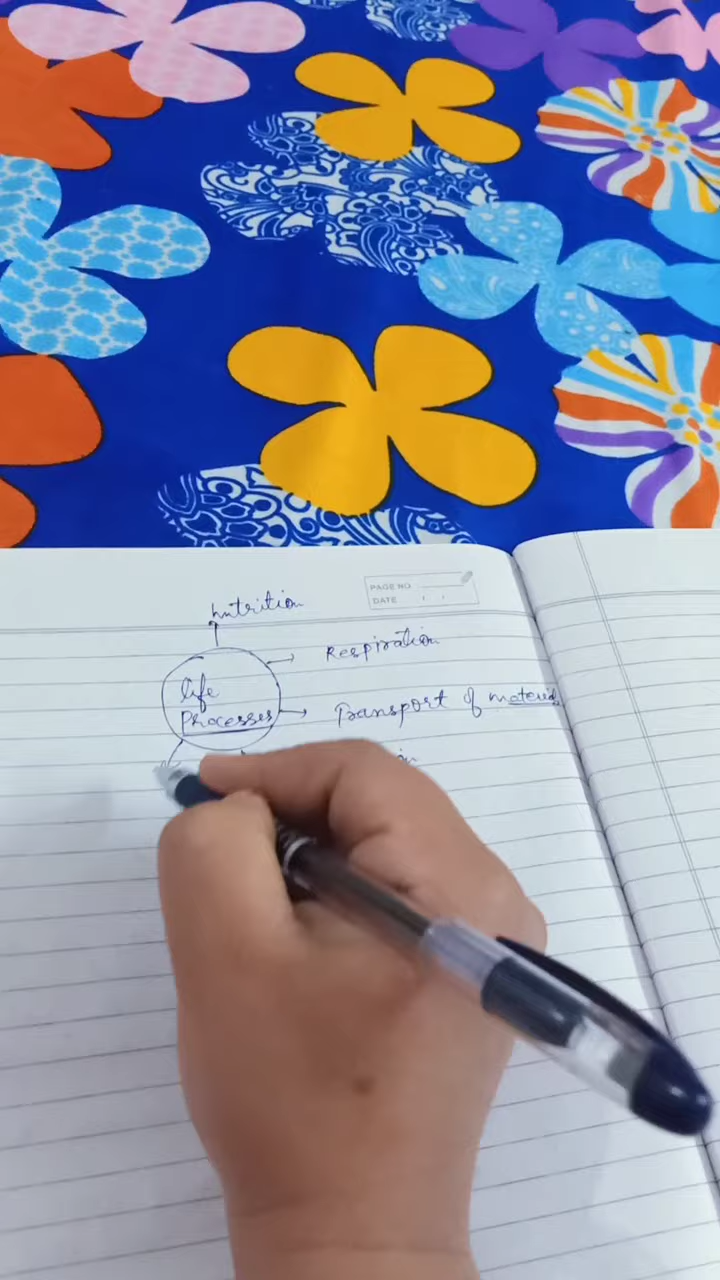 nutrition
PAGE NO
DATE / /
Respiration
life
Processes
Transport of material